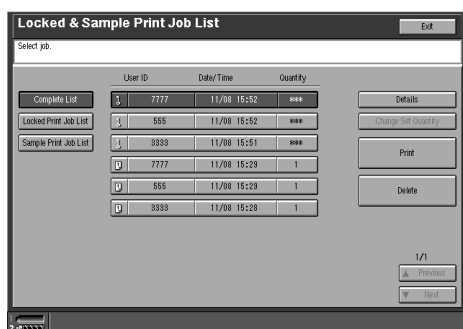 Locked & Sample Print Job List Exit
Select job.
User ID Date/Time Quantity
Complete List 7777 11/08 15:52 *** Details
Locked Print Job List 555 11/08 15:52 *** Change Set Quantity
Sample Print Job List 3333 11/08 15:51 ***
Print
7777 11/08 15:29 1
555 11/08 15:29 1 Delete
3333 11/08 15:28 1
1/1
▲ Previous
▼ Next